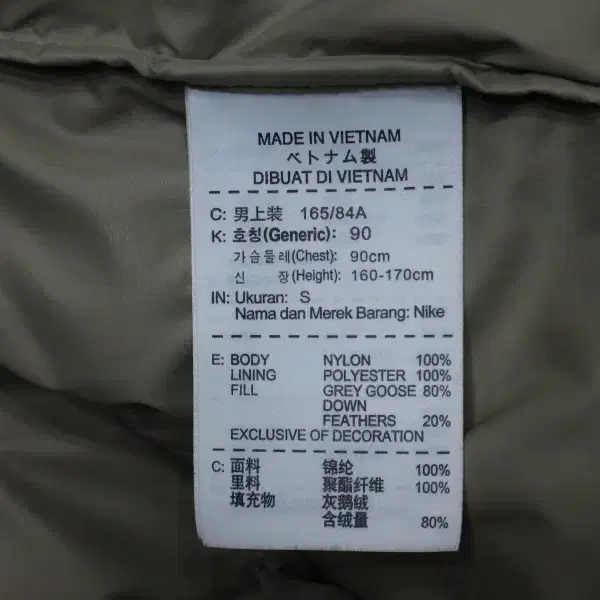 MADE IN VIETNAM
ベトナム製
DIBUAT DI VIETNAM
C: 男上装 165/84A
K: 호칭(Generic): 90
가슴둘레(Chest): 90cm
신 장(Height): 160-170cm
IN: Ukuran: S
Nama dan Merek Barang: Nike
E: BODY NYLON 100%
LINING POLYESTER 100%
FILL GREY GOOSE 80%
DOWN
FEATHERS 20%
EXCLUSIVE OF DECORATION
C: 面料 锦纶 100%
里料 聚酯纤维 100%
填充物 灰鹅绒
含绒量 80%